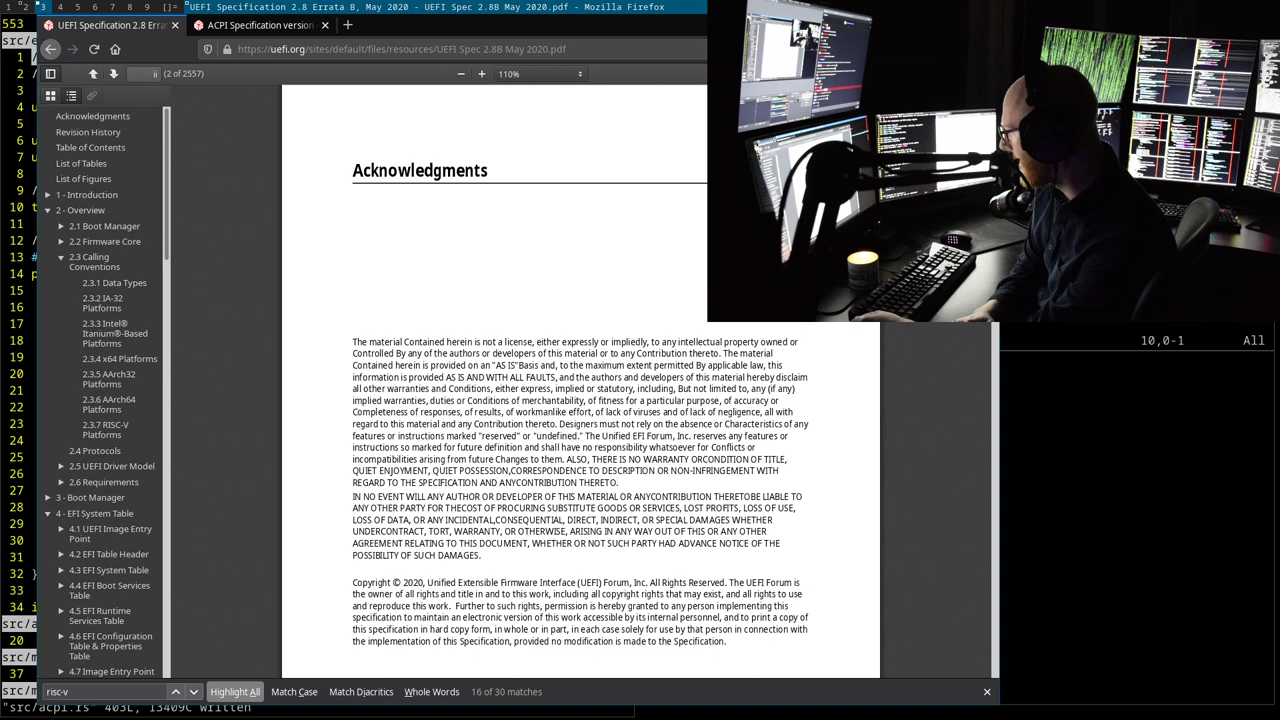 1 2 3 4 5 6 7 8 9 []= UEFI Specification 2.8 Errata B, May 2020 - UEFI Spec 2.8B May 2020.pdf - Mozilla Firefox
553
UEFI Specification 2.8 Erra
ACPI Specification version
https://uefi.org/sites/default/files/resources/UEFI Spec 2.8B May 2020.pdf
ii (2 of 2557)
110%
Acknowledgments
Revision History
Table of Contents
List of Tables
List of Figures
1 - Introduction
2 - Overview
2.1 Boot Manager
2.2 Firmware Core
2.3 Calling
Conventions
2.3.1 Data Types
2.3.2 IA-32
Platforms
2.3.3 Intel®
Itanium®-Based
Platforms
2.3.4 x64 Platforms
2.3.5 AArch32
Platforms
2.3.6 AArch64
Platforms
2.3.7 RISC-V
Platforms
2.4 Protocols
2.5 UEFI Driver Model
2.6 Requirements
3 - Boot Manager
4 - EFI System Table
4.1 UEFI Image Entry
Point
4.2 EFI Table Header
4.3 EFI System Table
4.4 EFI Boot Services
Table
4.5 EFI Runtime
Services Table
4.6 EFI Configuration
Table & Properties
Table
4.7 Image Entry Point
Acknowledgments
The material Contained herein is not a license, either expressly or impliedly, to any intellectual property owned or
Controlled By any of the authors or developers of this material or to any Contribution thereto. The material
Contained herein is provided on an "AS IS"Basis and, to the maximum extent permitted By applicable law, this
information is provided AS IS AND WITH ALL FAULTS, and the authors and developers of this material hereby disclaim
all other warranties and Conditions, either express, implied or statutory, including, But not limited to, any (if any)
implied warranties, duties or Conditions of merchantability, of fitness for a particular purpose, of accuracy or
Completeness of responses, of results, of workmanlike effort, of lack of viruses and of lack of negligence, all with
regard to this material and any Contribution thereto. Designers must not rely on the absence or Characteristics of any
features or instructions marked "reserved" or "undefined." The Unified EFI Forum, Inc. reserves any features or
instructions so marked for future definition and shall have no responsibility whatsoever for Conflicts or
incompatibilities arising from future Changes to them. ALSO, THERE IS NO WARRANTY ORCONDITION OF TITLE,
QUIET ENJOYMENT, QUIET POSSESSION,CORRESPONDENCE TO DESCRIPTION OR NON-INFRINGEMENT WITH
REGARD TO THE SPECIFICATION AND ANYCONTRIBUTION THERETO.
IN NO EVENT WILL ANY AUTHOR OR DEVELOPER OF THIS MATERIAL OR ANYCONTRIBUTION THERETOBE LIABLE TO
ANY OTHER PARTY FOR THECOST OF PROCURING SUBSTITUTE GOODS OR SERVICES, LOST PROFITS, LOSS OF USE,
LOSS OF DATA, OR ANY INCIDENTAL,CONSEQUENTIAL, DIRECT, INDIRECT, OR SPECIAL DAMAGES WHETHER
UNDERCONTRACT, TORT, WARRANTY, OR OTHERWISE, ARISING IN ANY WAY OUT OF THIS OR ANY OTHER
AGREEMENT RELATING TO THIS DOCUMENT, WHETHER OR NOT SUCH PARTY HAD ADVANCE NOTICE OF THE
POSSIBILITY OF SUCH DAMAGES.
Copyright © 2020, Unified Extensible Firmware Interface (UEFI) Forum, Inc. All Rights Reserved. The UEFI Forum is
the owner of all rights and title in and to this work, including all copyright rights that may exist, and all rights to use
and reproduce this work. Further to such rights, permission is hereby granted to any person implementing this
specification to maintain an electronic version of this work accessible by its internal personnel, and to print a copy of
this specification in hard copy form, in whole or in part, in each case solely for use by that person in connection with
the implementation of this Specification, provided no modification is made to the Specification.
10,0-1 All
risc-v
Highlight All Match Case Match Diacritics Whole Words 16 of 30 matches
"src/acpi.rs" 403L, 13409C written